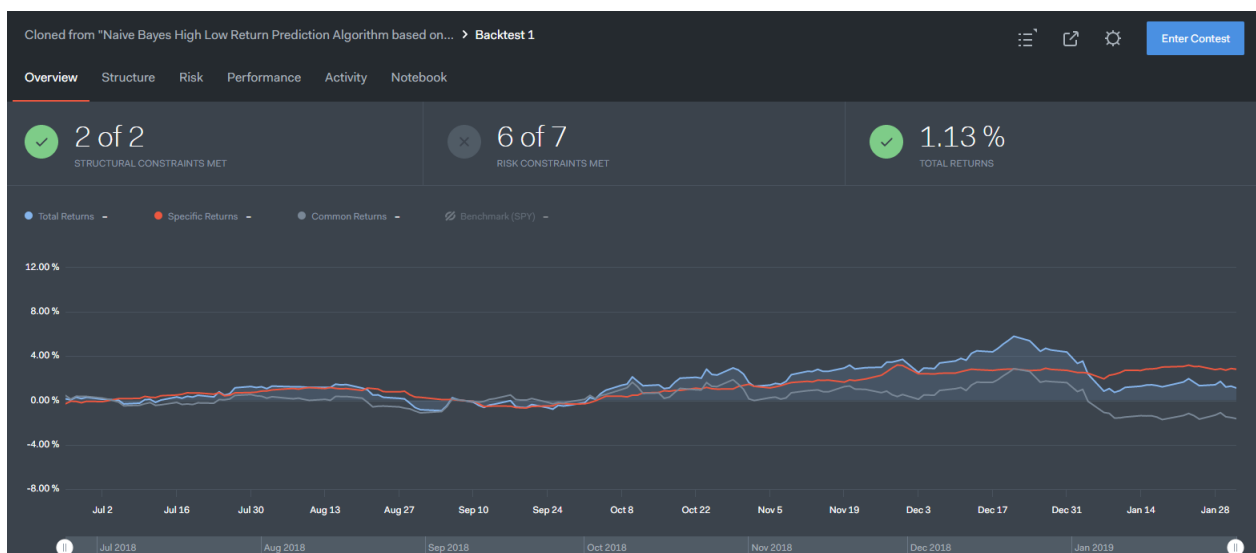 Cloned from "Naive Bayes High Low Return Prediction Algorithm based on... > Backtest 1
Enter Contest
Overview Structure Risk Performance Activity Notebook
2 of 2
STRUCTURAL CONSTRAINTS MET
6 of 7
RISK CONSTRAINTS MET
1.13 %
TOTAL RETURNS
Total Returns – Specific Returns – Common Returns – Benchmark (SPY) –
12.00 %
8.00 %
4.00 %
0.00 %
-4.00 %
-8.00 %
Jul 2 Jul 16 Jul 30 Aug 13 Aug 27 Sep 10 Sep 24 Oct 8 Oct 22 Nov 5 Nov 19 Dec 3 Dec 17 Dec 31 Jan 14 Jan 28
Jul 2018 Aug 2018 Sep 2018 Oct 2018 Nov 2018 Dec 2018 Jan 2019